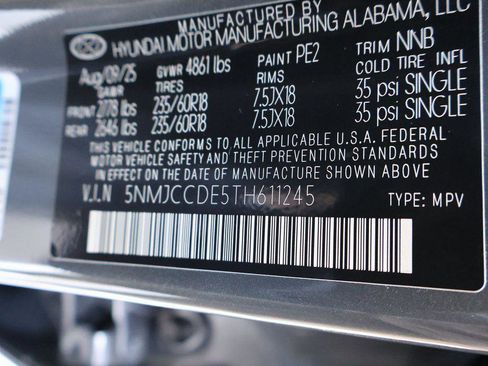 MANUFACTURED BY
HYUNDAI MOTOR MANUFACTURING ALABAMA, LLC
Aug/09/25 GVWR 4861 lbs PAINT PE2 TRIM NNB
GAWR TIRES RIMS COLD TIRE INFL
FRONT 2778 lbs 235/60R18 7.5JX18 35 psi SINGLE
REAR 2646 lbs 235/60R18 7.5JX18 35 psi SINGLE
THIS VEHICLE CONFORMS TO ALL APPLICABLE U.S.A. FEDERAL
MOTOR VEHICLE SAFETY AND THEFT PREVENTION STANDARDS
IN EFFECT ON THE DATE OF MANUFACTURE SHOWN ABOVE.
V.I.N 5NMJCCDE5TH611245 TYPE: MPV